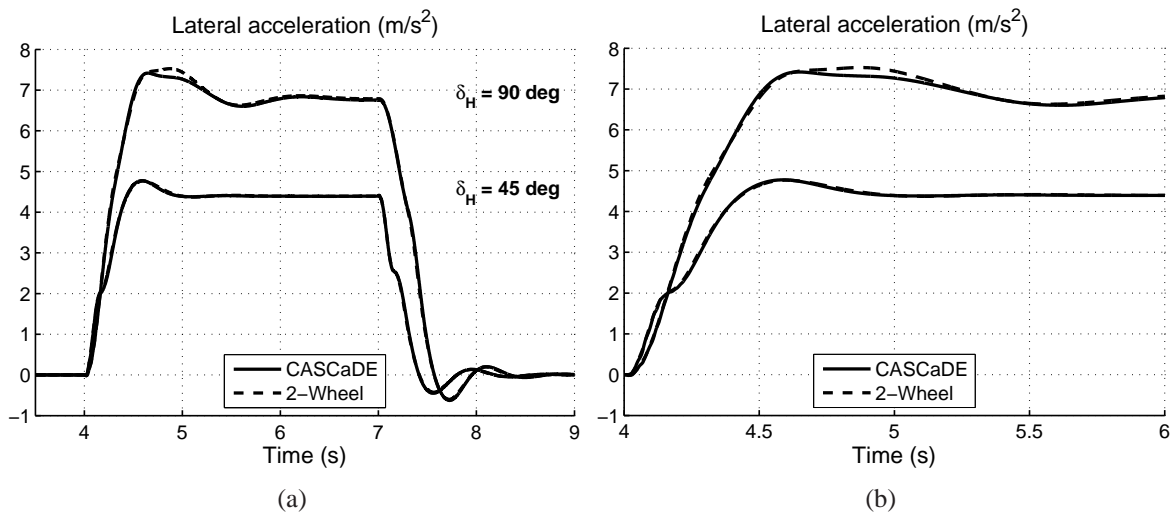 Lateral acceleration (m/s²)
8
7
6
5
4
3
2
1
0
−1
δH = 90 deg
δH = 45 deg
CASCaDE
2−Wheel
4 5 6 7 8 9
Time (s)
(a)
Lateral acceleration (m/s²)
8
7
6
5
4
3
2
1
0
−1
CASCaDE
2−Wheel
4 4.5 5 5.5 6
Time (s)
(b)